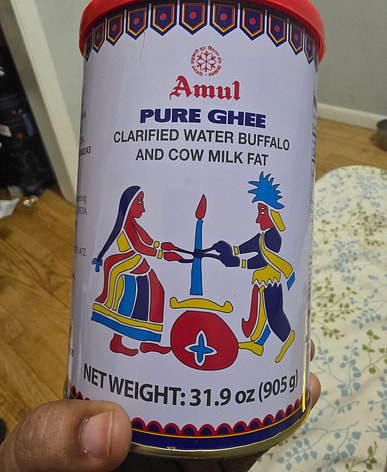 Amul
PURE GHEE
CLARIFIED WATER BUFFALO
AND COW MILK FAT
NET WEIGHT: 31.9 oz (905 g)